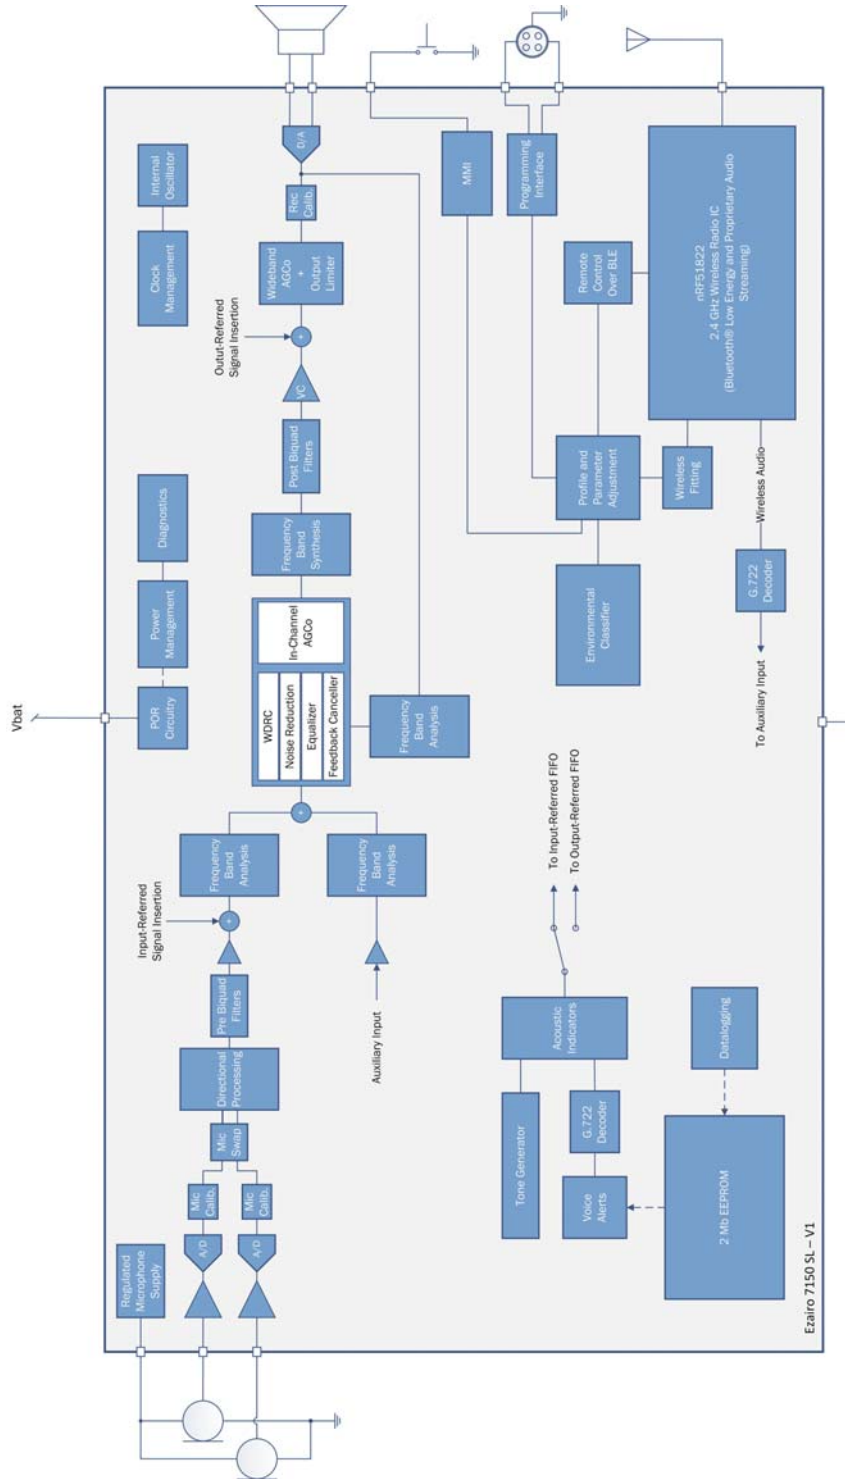 Vbat
Regulated
Microphone
Supply
A/D
A/D
Mic
Calib.
Mic
Calib.
Mic
Swap
Directional
Processing
Pre Biquad
Filters
Input-Referred
Signal Insertion
+
Frequency
Band
Analysis
Auxiliary Input
Frequency
Band
Analysis
+
WDRC
Noise Reduction
Equalizer
Feedback Canceller
In-Channel
AGCo
Frequency
Band
Analysis
Frequency
Band
Synthesis
Post Biquad
Filters
VC
Outut-Referred
Signal Insertion
+
Wideband
AGCo
+
Output
Limiter
Rec
Calib.
D/A
POR
Circuitry
Power
Management
Diagnostics
Clock
Management
Internal
Oscillator
MMI
Programming
Interface
Tone Generator
Voice
Alerts
G.722
Decoder
Acoustic
Indicators
To Input-Referred FIFO
To Output-Referred FIFO
2 Mb EEPROM
Datalogging
Environmental
Classifier
Profile and
Parameter
Adjustment
Remote
Control
Over BLE
Wireless
Fitting
nRF51822
2.4 GHz Wireless Radio IC
(Bluetooth® Low Energy and Proprietary Audio
Streaming)
Wireless Audio
G.722
Decoder
To Auxiliary Input
Ezairo 7150 SL – V1